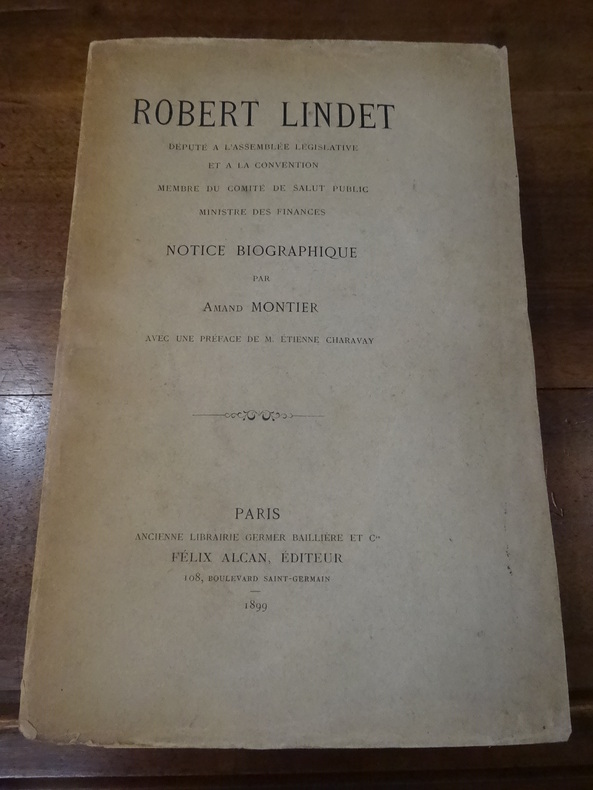 ROBERT LINDET
DÉPUTÉ A L'ASSEMBLÉE LÉGISLATIVE
ET A LA CONVENTION
MEMBRE DU COMITÉ DE SALUT PUBLIC
MINISTRE DES FINANCES
NOTICE BIOGRAPHIQUE
PAR
AMAND MONTIER
AVEC UNE PRÉFACE DE M. ÉTIENNE CHARAVAY
PARIS
ANCIENNE LIBRAIRIE GERMER BAILLIÈRE ET Cie
FÉLIX ALCAN, ÉDITEUR
108, BOULEVARD SAINT-GERMAIN
1899